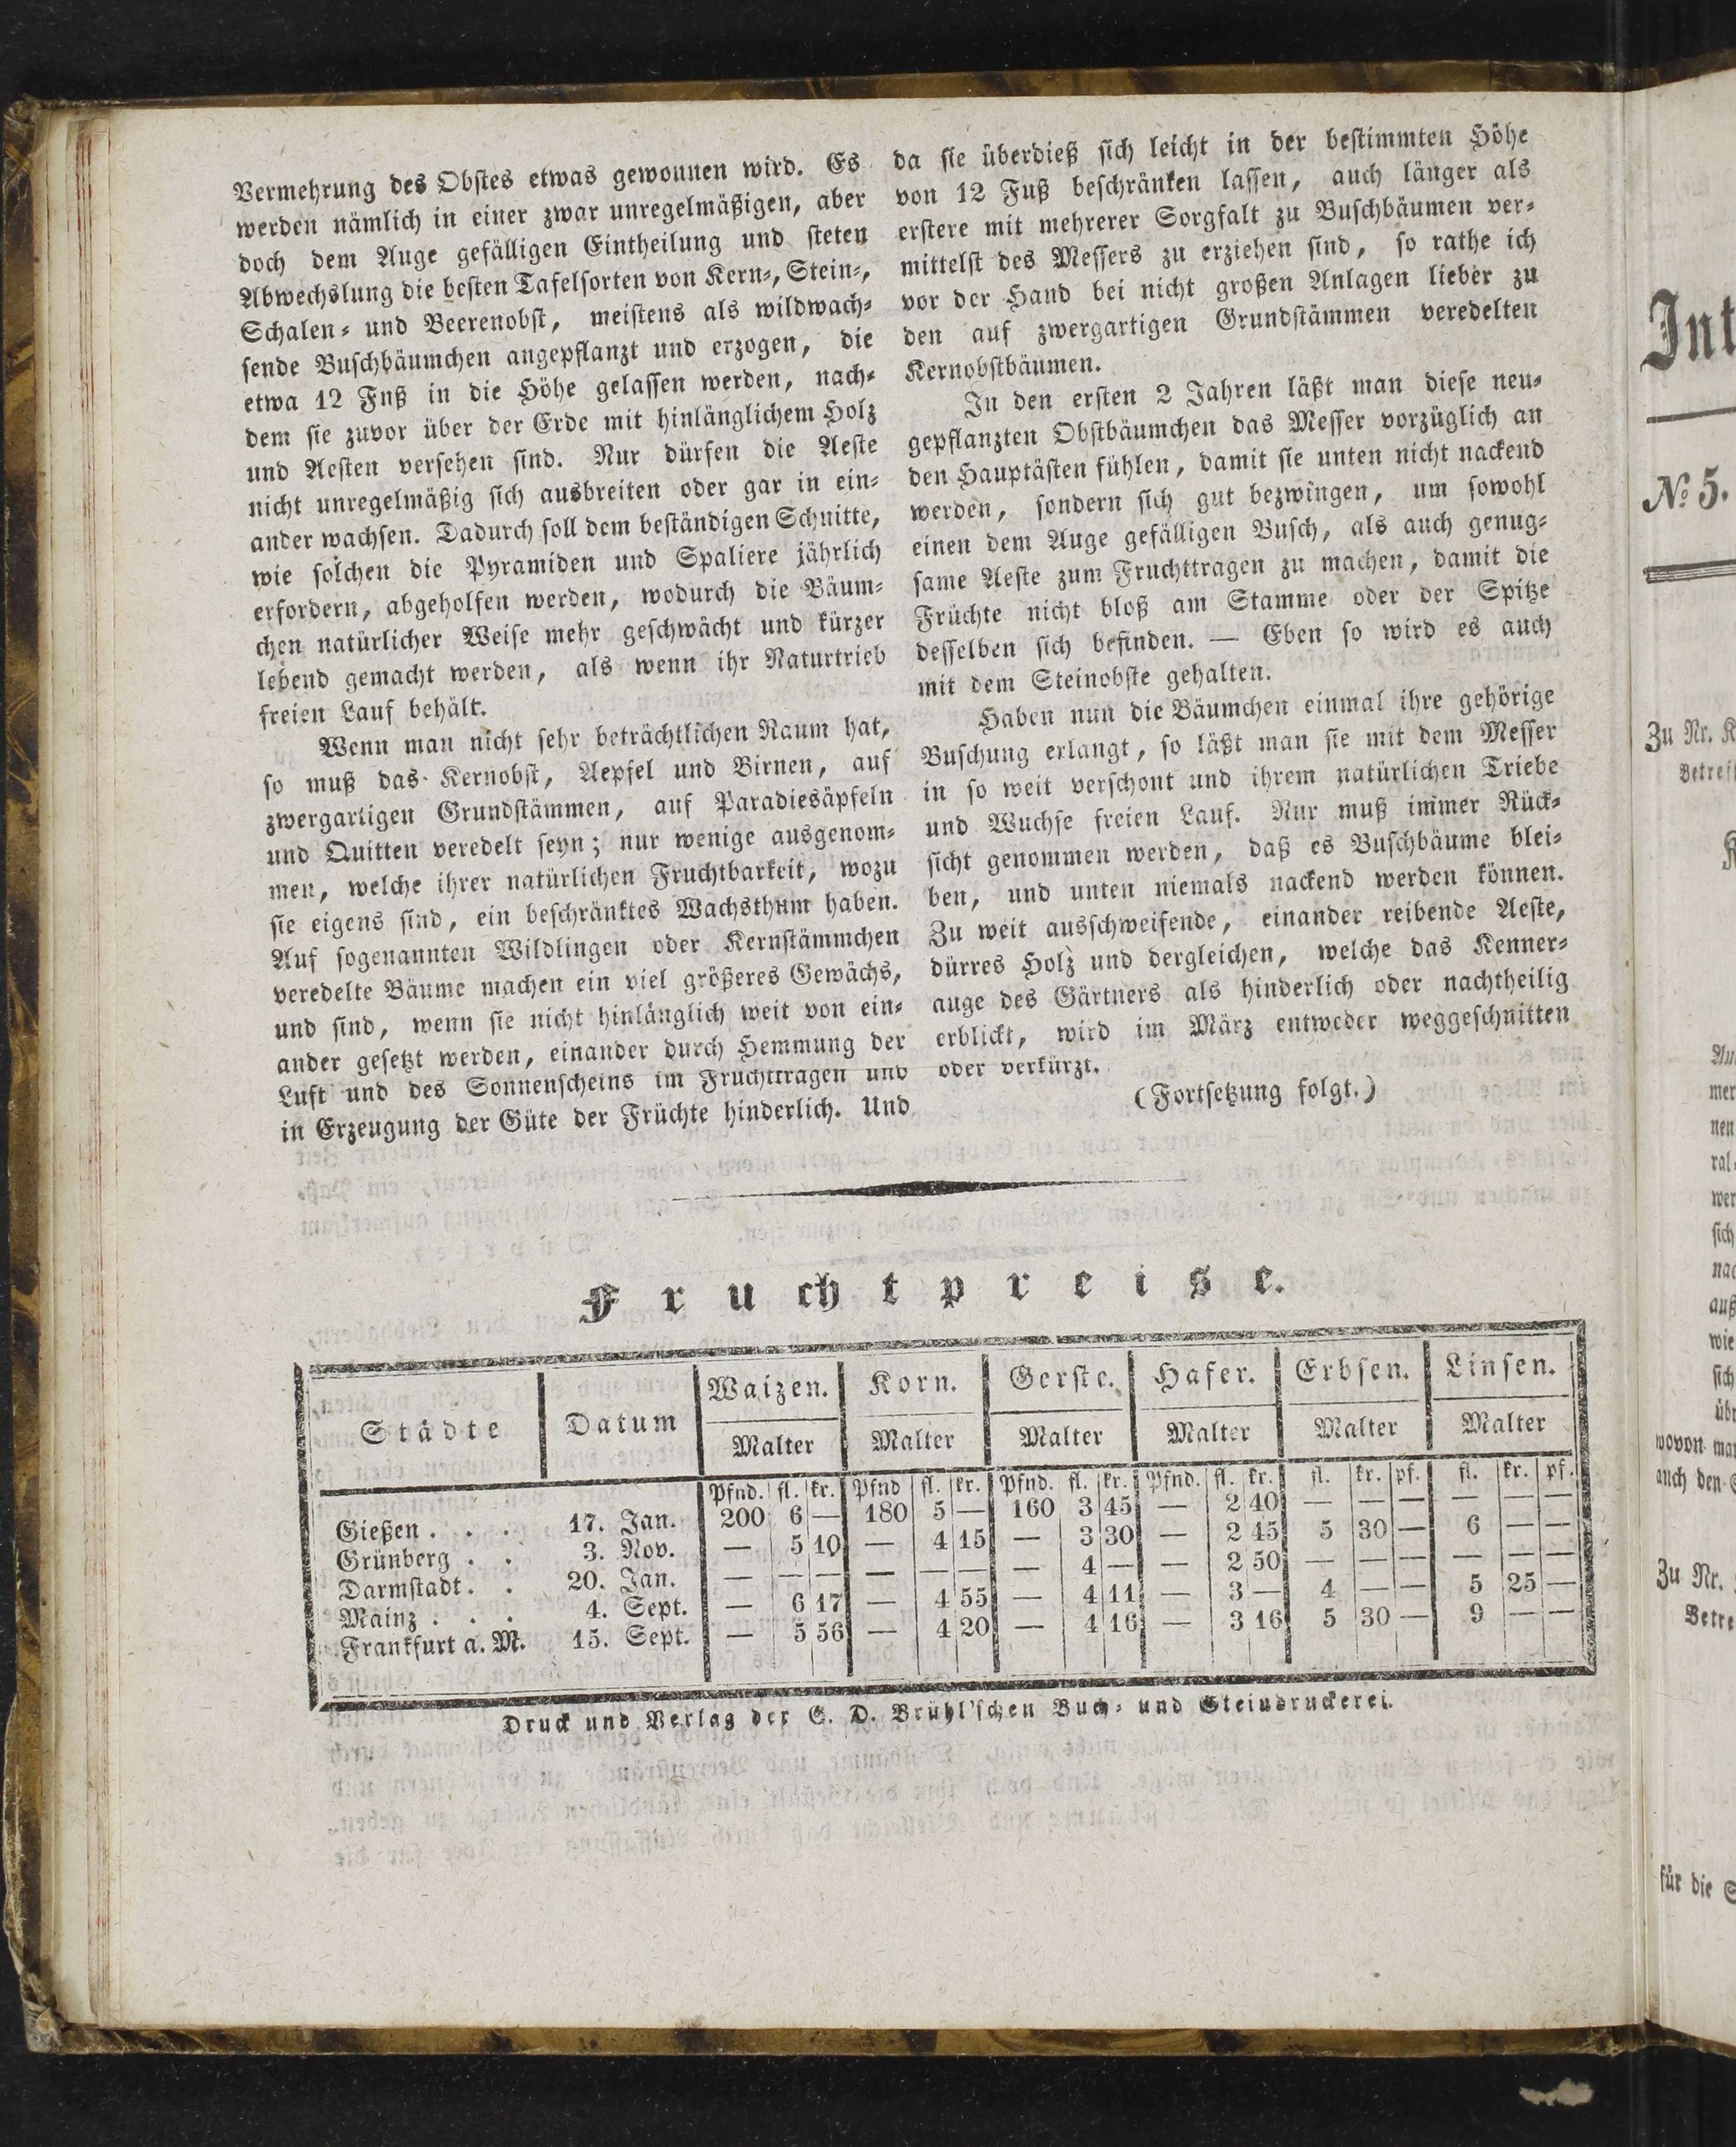 Vermehrung des Obstes etwas gewonnen wird. Es
werden nämlich in einer zwar unregelmäßigen, aber
doch dem Auge gefälligen Eintheilung und steten
Abwechslung die besten Tafelsorten von Kern-, Stein-,
Schalen- und Beerenobst, meistens als wildwach-
sende Buschbäumchen angepflanzt und erzogen, die
etwa 12 Fnß in die Höhe gelassen werden, nach-
dem sie zuvor über der Erde mit hinlänglichem Holz
und Aesten versehen sind. Nur dürfen die Aeste
nicht unregelmäßig sich ausbreiten oder gar in ein-
ander wachsen. Dadurch soll dem beständigen Schnitte,
wie solchen die Pyramiden und Spaliere jährlich
erfordern, abgeholfen werden, wodurch die Bäum-
chen natürlicher Weise mehr geschwächt und kürzer
lebend gemacht werden, als wenn ihr Naturtrieb
freien Lauf behält.
Wenn man nicht sehr beträchtlichen Raum hat,
so muß das Kernobst, Aepfel und Birnen, auf
zwergartigen Grundstämmen, auf Paradiesäpfeln
und Quitten veredelt seyn; nur wenige ausgenom-
men, welche ihrer natürlichen Fruchtbarkeit, wozu
sie eigens sind, ein beschränktes Wachsthum haben.
Auf sogenannten Wildlingen oder Kernstämmchen
veredelte Bäume machen ein viel größeres Gewächs,
und sind, wenn sie nicht hinlänglich weit von ein-
ander gesetzt werden, einander durch Hemmung der
Luft und des Sonnenscheins im Fruchttragen und
in Erzeugung der Güte der Früchte hinderlich. Und
da sie überdieß sich leicht in der bestimmten Höhe
von 12 Fuß beschränken lassen, auch länger als
erstere mit mehrerer Sorgfalt zu Buschbäumen ver-
mittelst des Messers zu erziehen sind, so rathe ich
vor der Hand bei nicht großen Anlagen lieber zu
den auf zwergartigen Grundstämmen veredelten
Kernobstbäumen.
In den ersten 2 Jahren läßt man diese neu-
gepflanzten Obstbäumchen das Messer vorzüglich an
den Hauptästen fühlen, damit sie unten nicht nackend
werden, sondern sich gut bezwingen, um sowohl
einen dem Auge gefälligen Busch, als auch genug-
same Aeste zum Fruchttragen zu machen, damit die
Früchte nicht bloß am Stamme oder der Spitze
desselben sich befinden. — Eben so wird es auch
mit dem Steinobste gehalten.
Haben nun die Bäumchen einmal ihre gehörige
Buschung erlangt, so läßt man sie mit dem Messer
in so weit verschont und ihrem natürlichen Triebe
und Wuchse freien Lauf. Nur muß immer Rück-
sicht genommen werden, daß es Buschbäume blei-
ben, und unten niemals nackend werden können.
Zu weit ausschweifende, einander reibende Aeste,
dürres Holz und dergleichen, welche das Kenner-
auge des Gärtners als hinderlich oder nachtheilig
erblickt, wird im März entweder weggeschnitten
oder verkürzt.
(Fortsetzung folgt.)
Fruchtpreise.
Städte Datum Waizen. Korn. Gerste. Hafer. Erbsen. Linsen.
Malter Malter Malter Malter Malter Malter
Pfnd. fl. kr. Pfnd fl. kr. Pfnd. fl. kr. Pfnd. fl. kr. fl. kr. pf. fl. kr. pf.
Gießen . . . 17. Jan. 200 6 — 180 5 — 160 3 45 — 2 40 — — — — — —
Grünberg . . 3. Nov. — 5 10 — 4 15 — 3 30 — 2 45 5 30 — 6 — —
Darmstadt. . 20. Jan. — — — — — — — 4 — — 2 50 — — — — — —
Mainz . . . 4. Sept. — 6 17 — 4 55 — 4 11 — 3 — 4 — — 5 25 —
Frankfurt a. M. 15. Sept. — 5 56 — 4 20 — 4 16 — 3 16 5 30 — 9 — —
Druck und Verlag der G. D. Brühl'schen Buch- und Steindruckerei.
Int
№ 5.
Zu Nr.
Betreff
mer
nen
ral-
wer
sich
nac
auß
wie
sich
übr
wovon man
auch den
Zu Nr.
Betre
für die